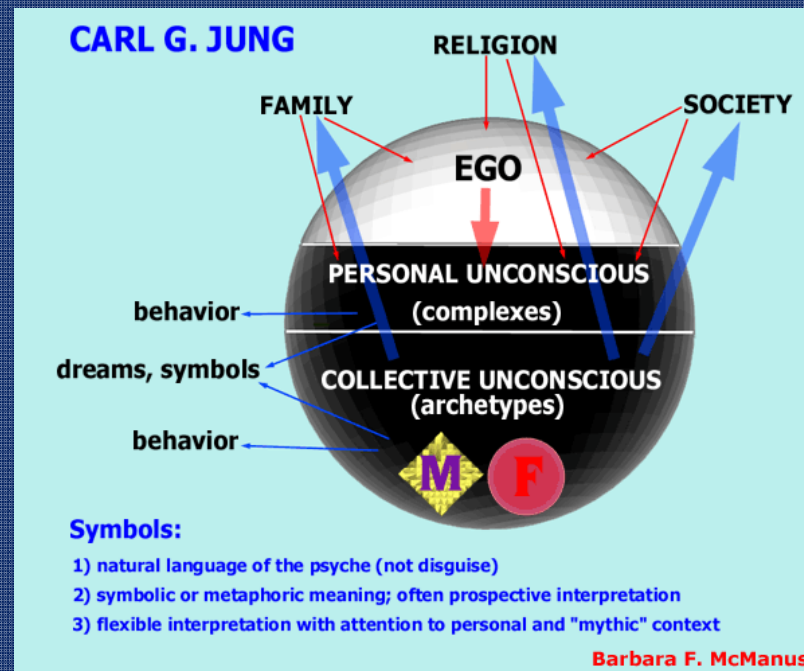 CARL G. JUNG
RELIGION
FAMILY
SOCIETY
EGO
PERSONAL UNCONSCIOUS
(complexes)
behavior
dreams, symbols
COLLECTIVE UNCONSCIOUS
(archetypes)
behavior
M F
Symbols:
1) natural language of the psyche (not disguise)
2) symbolic or metaphoric meaning; often prospective interpretation
3) flexible interpretation with attention to personal and "mythic" context
Barbara F. McManus